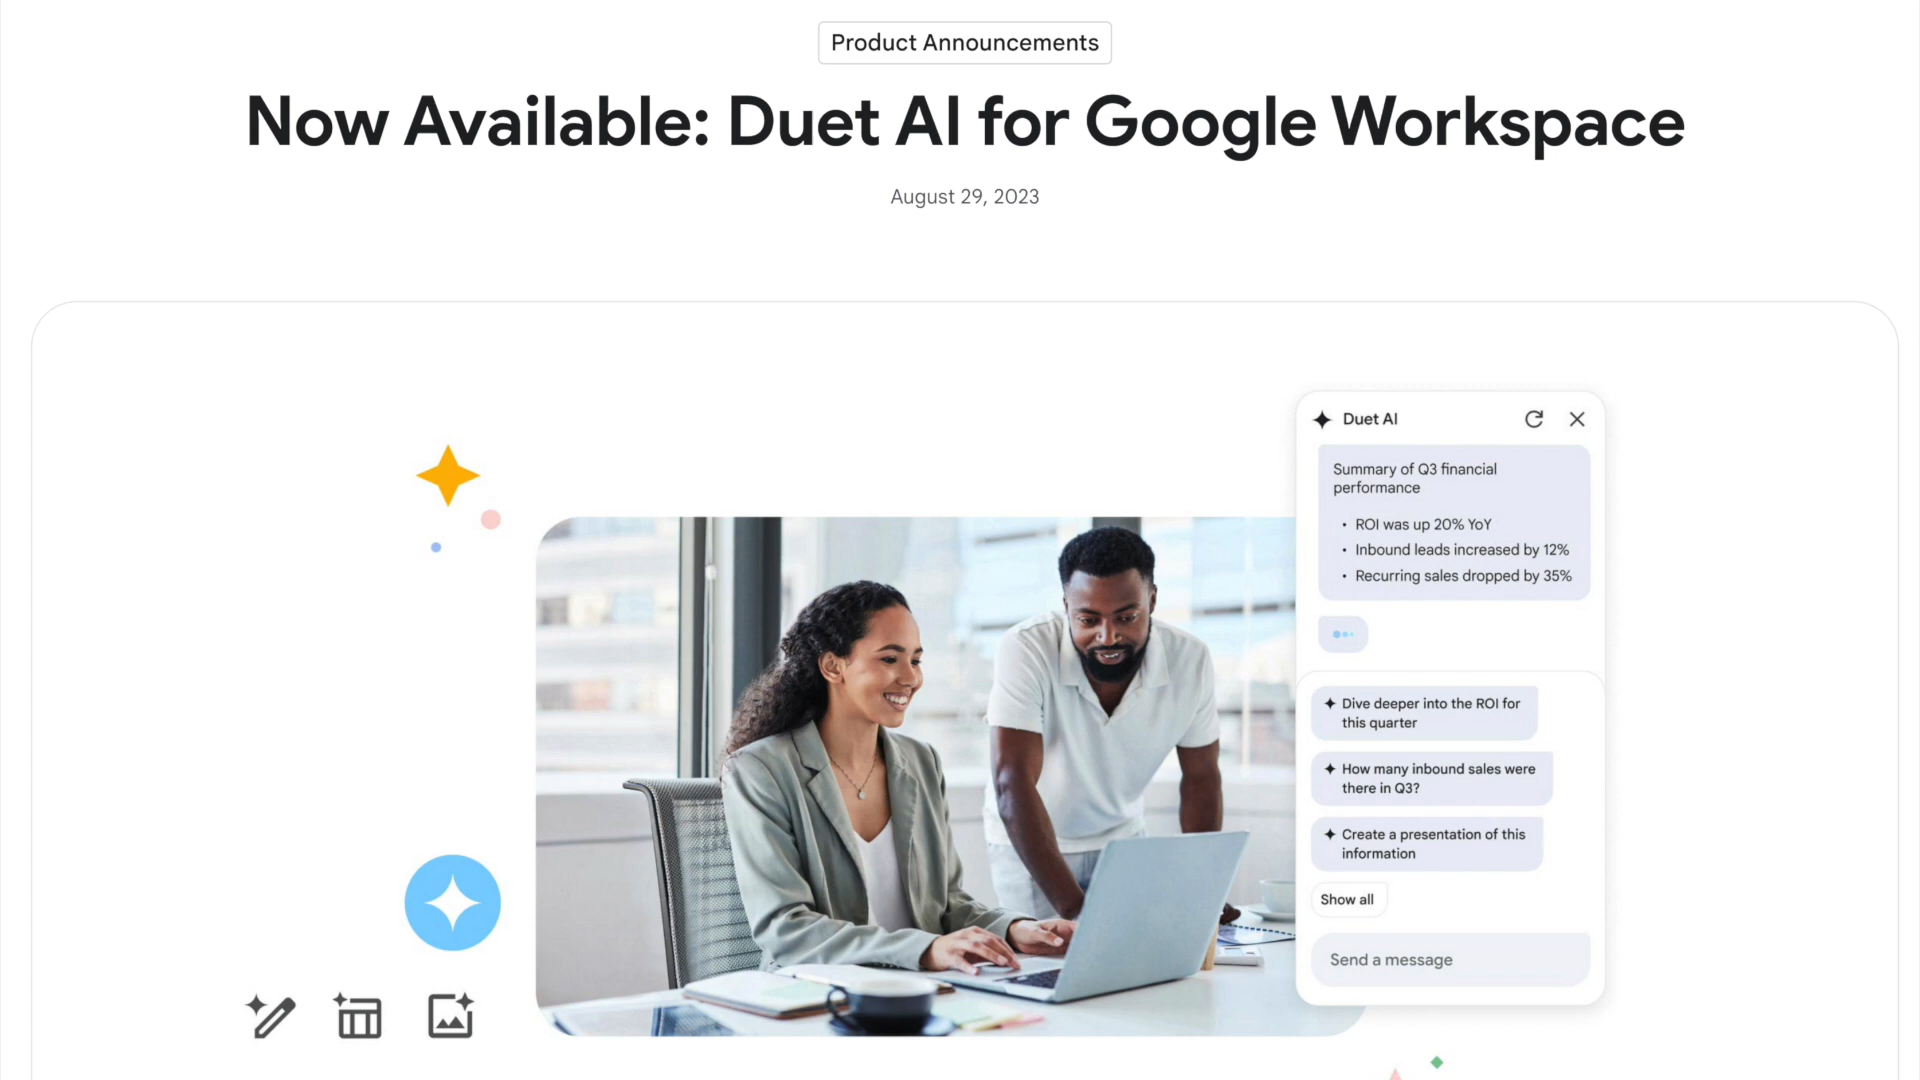 Product Announcements
Now Available: Duet AI for Google Workspace
August 29, 2023
Duet AI
Summary of Q3 financial
performance
• ROI was up 20% YoY
• Inbound leads increased by 12%
• Recurring sales dropped by 35%
Dive deeper into the ROI for
this quarter
How many inbound sales were
there in Q3?
Create a presentation of this
information
Show all
Send a message